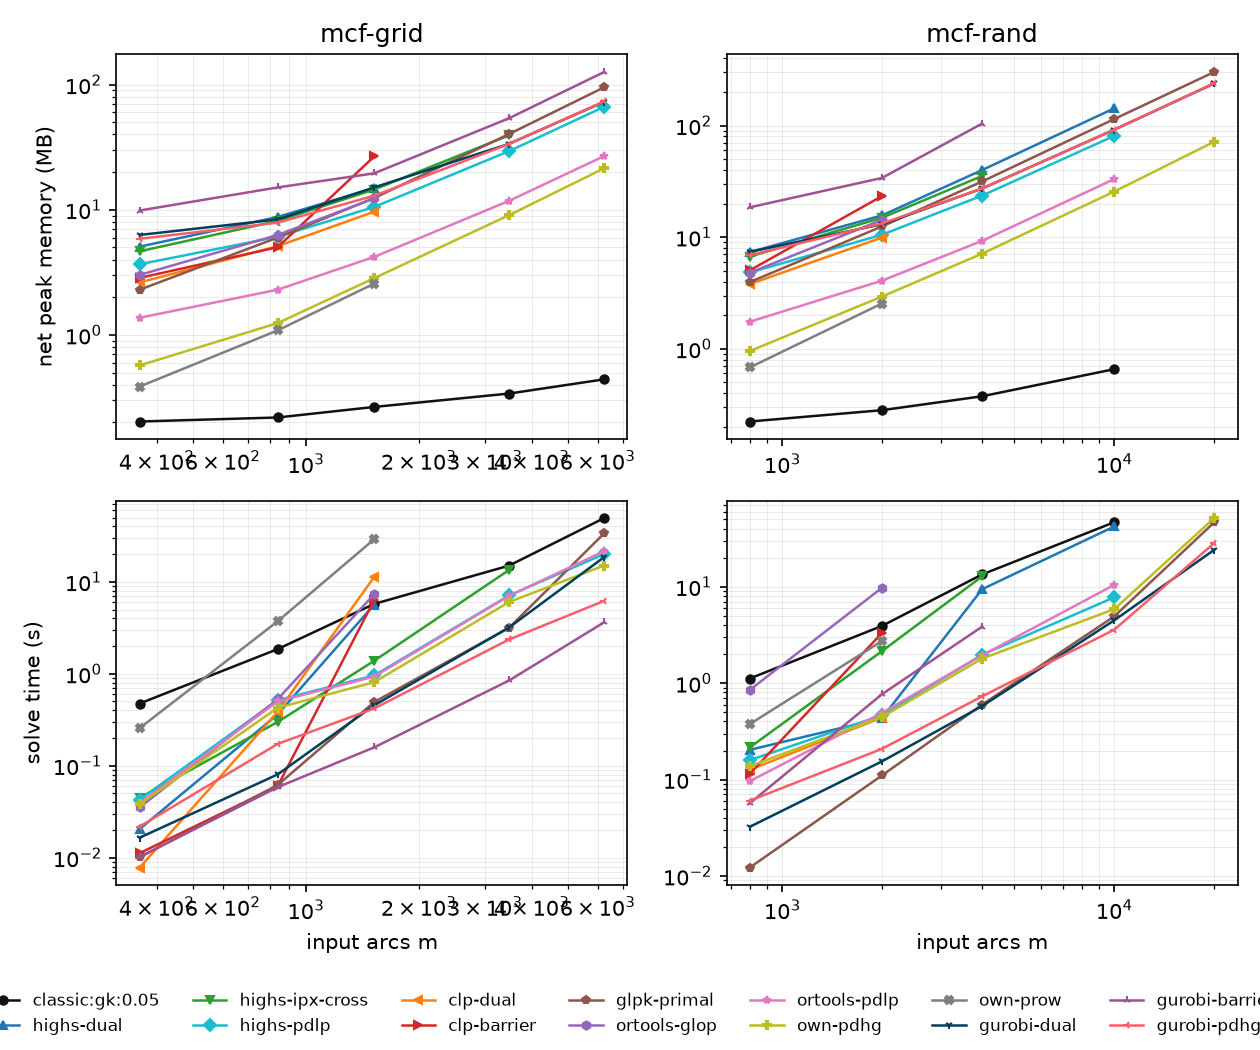 mcf-grid
mcf-rand
net peak memory (MB)
10²
10¹
10⁰
10²
10¹
10⁰
4 × 10²
6 × 10²
10³
2 × 10³
3 × 10³
4 × 10³
6 × 10³
10³
10⁴
solve time (s)
10¹
10⁰
10⁻¹
10⁻²
10¹
10⁰
10⁻¹
10⁻²
4 × 10²
6 × 10²
10³
2 × 10³
3 × 10³
4 × 10³
6 × 10³
10³
10⁴
input arcs m
input arcs m
classic:gk:0.05 highs-ipx-cross clp-dual glpk-primal ortools-pdlp own-prow gurobi-barrie
highs-dual highs-pdlp clp-barrier ortools-glop own-pdhg gurobi-dual gurobi-pdhg